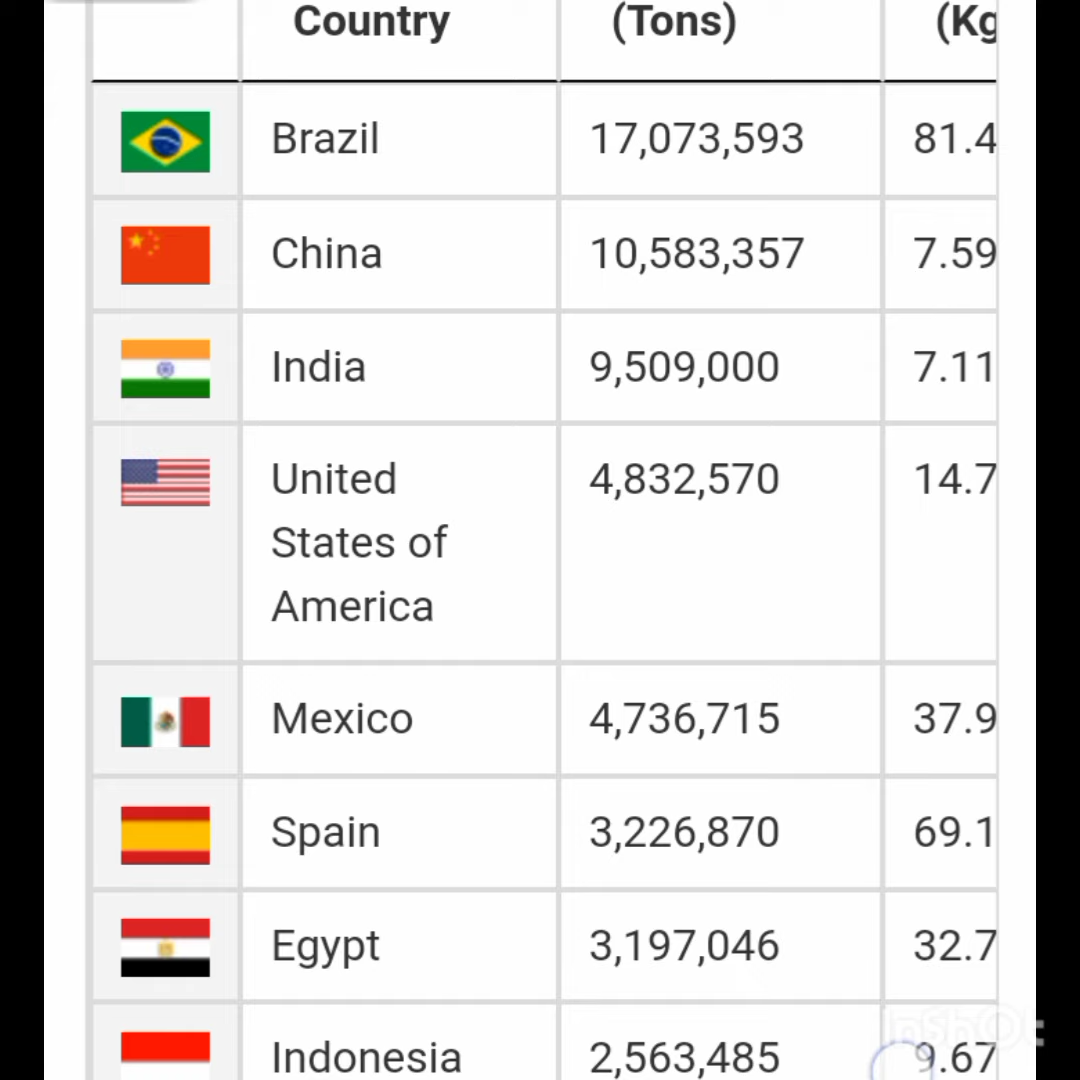 Country (Tons) (Kg
Brazil 17,073,593 81.4
China 10,583,357 7.59
India 9,509,000 7.11
United 4,832,570 14.7
States of
America
Mexico 4,736,715 37.9
Spain 3,226,870 69.1
Egypt 3,197,046 32.7
Indonesia 2,563,485 9.67
InShOt